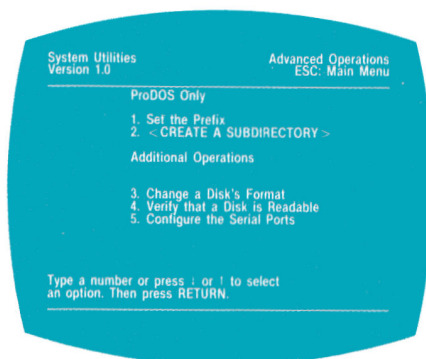 System Utilities
Version 1.0
Advanced Operations
ESC: Main Menu
ProDOS Only
1. Set the Prefix
2. <CREATE A SUBDIRECTORY>
Additional Operations
3. Change a Disk's Format
4. Verify that a Disk is Readable
5. Configure the Serial Ports
Type a number or press ↓ or ↑ to select
an option. Then press RETURN.